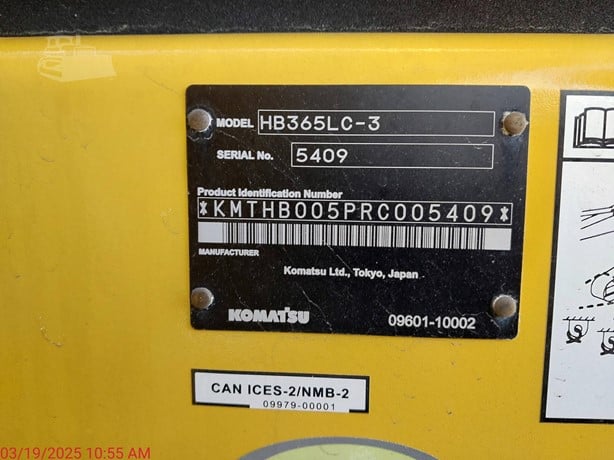 MODEL HB365LC-3
SERIAL No. 5409
Product Identification Number
*KMTHB005PRC005409*
MANUFACTURER
Komatsu Ltd., Tokyo, Japan
KOMATSU 09601-10002
CAN ICES-2/NMB-2
09979-00001
03/19/2025 10:55 AM